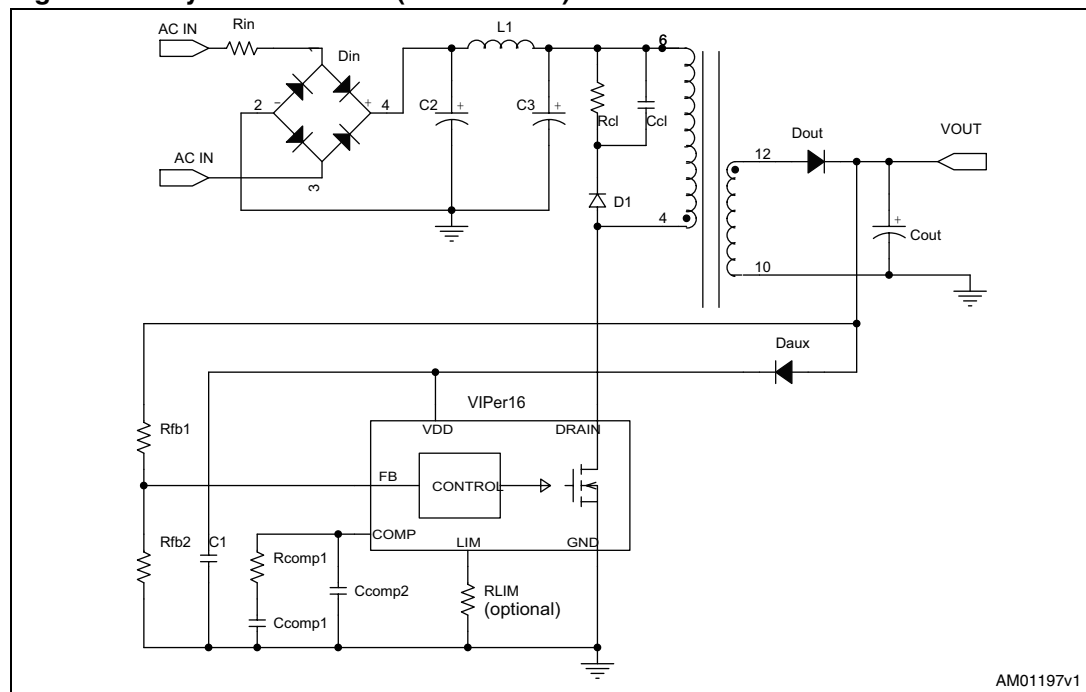 AC IN
Rin
Din
1
2
-
+
4
3
AC IN
C2
+
L1
C3
+
Rcl
Ccl
D1
6
4
12
10
Dout
VOUT
+
Cout
Daux
VIPer16
VDD
DRAIN
FB
CONTROL
COMP
LIM
GND
Rfb1
Rfb2
C1
Rcomp1
Ccomp1
Ccomp2
RLIM
(optional)
AM01197v1